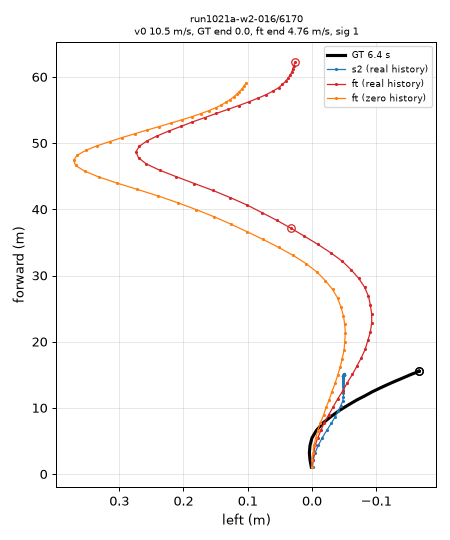 run1021a-w2-016/6170
v0 10.5 m/s, GT end 0.0, ft end 4.76 m/s, sig 1
GT 6.4 s
s2 (real history)
ft (real history)
ft (zero history)
60
50
40
30
20
10
0
forward (m)
0.3 0.2 0.1 0.0 −0.1
left (m)